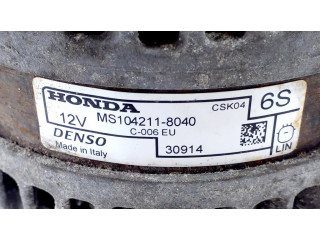 HONDA CSK04 6S
12V MS104211-8040
C-006 EU
DENSO
Made in Italy 30914 LIN